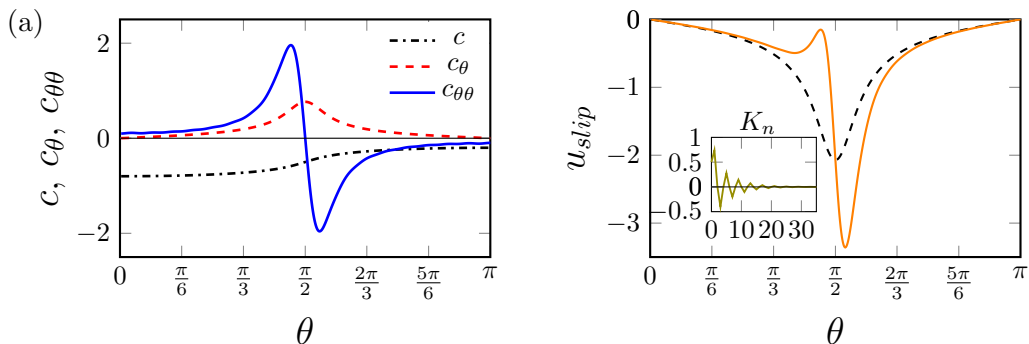 (a)
c, c_θ, c_θθ
2
0
−2
c
c_θ
c_θθ
0
π/6
π/3
π/2
2π/3
5π/6
π
θ
u_slip
0
−1
−2
−3
K_n
1
0.5
0
−0.5
0 10 20 30
0
π/6
π/3
π/2
2π/3
5π/6
π
θ